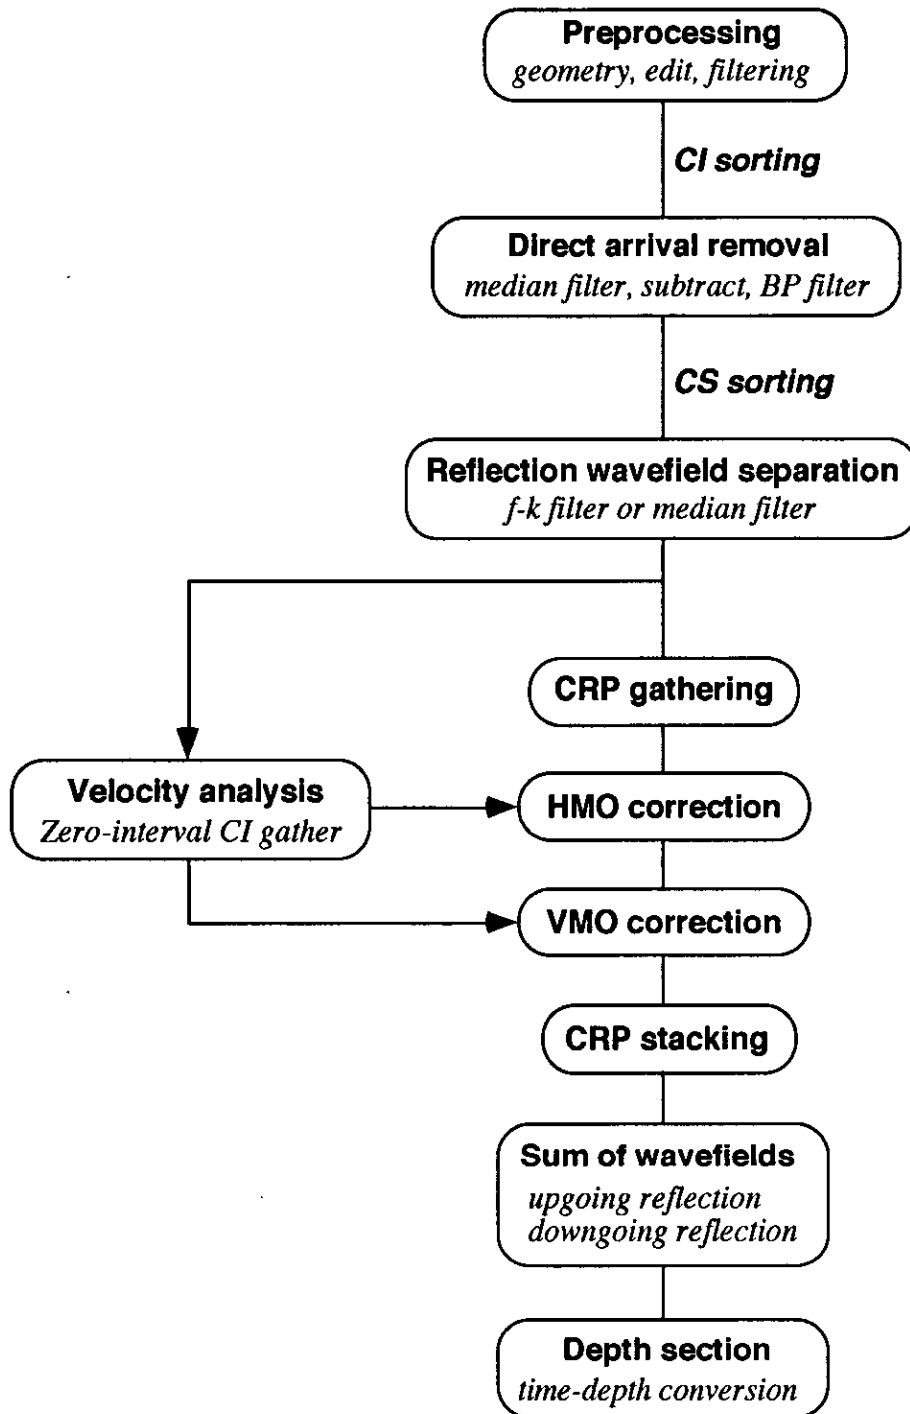 Preprocessing
geometry, edit, filtering
CI sorting
Direct arrival removal
median filter, subtract, BP filter
CS sorting
Reflection wavefield separation
f-k filter or median filter
CRP gathering
Velocity analysis
Zero-interval CI gather
HMO correction
VMO correction
CRP stacking
Sum of wavefields
upgoing reflection
downgoing reflection
Depth section
time-depth conversion